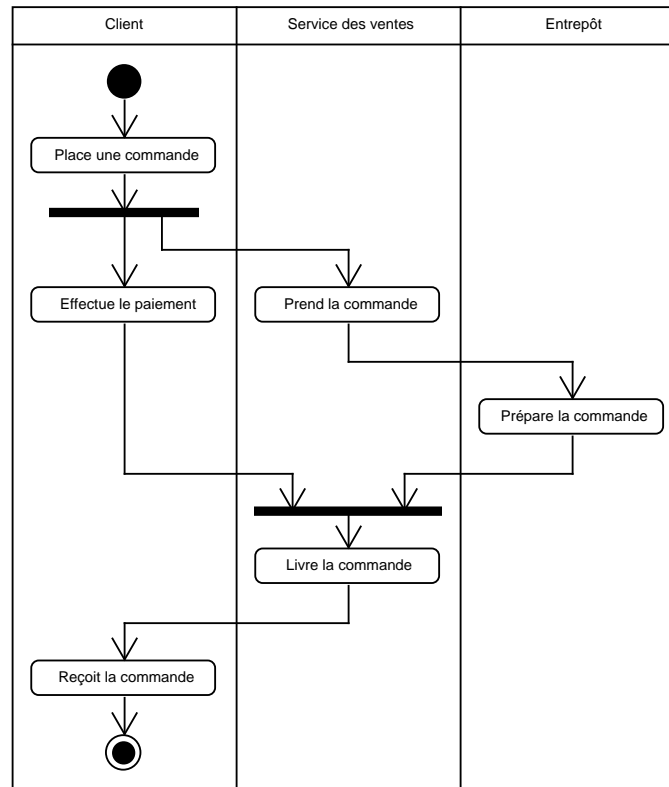 Client
Service des ventes
Entrepôt
Place une commande
Effectue le paiement
Prend la commande
Prépare la commande
Livre la commande
Reçoit la commande